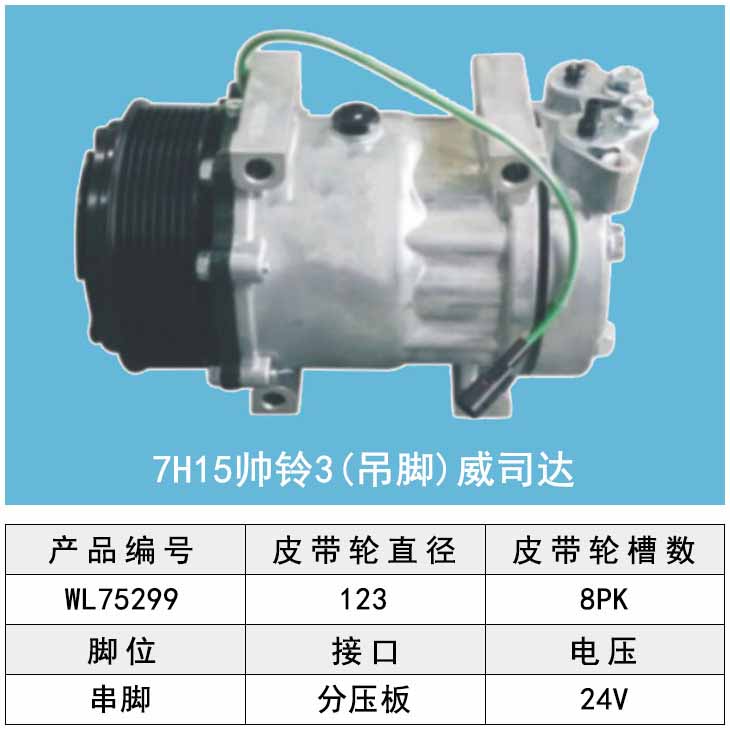 7H15帅铃3(吊脚)威司达
产品编号 皮带轮直径 皮带轮槽数
WL75299 123 8PK
脚位 接口 电压
串脚 分压板 24V